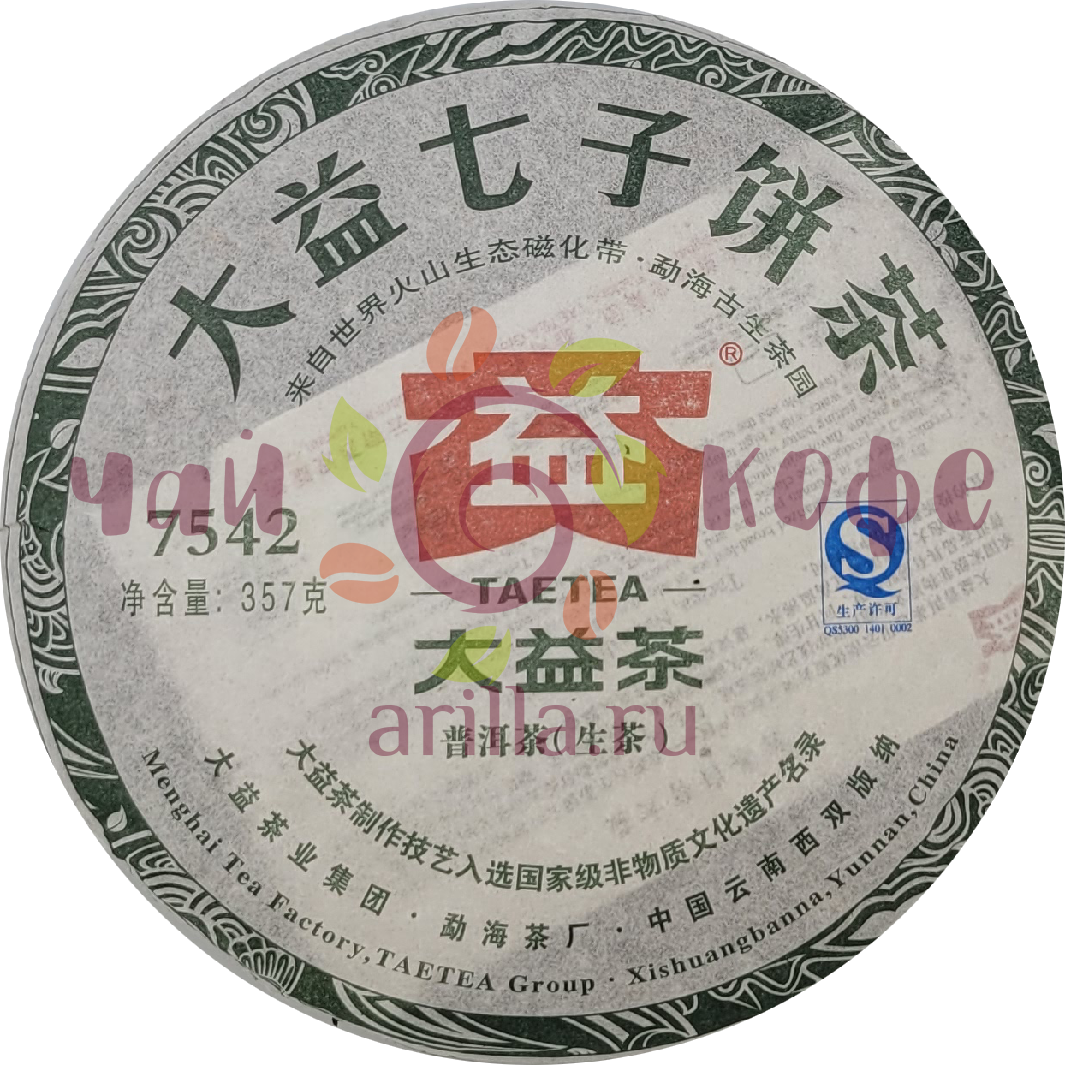 大益七子饼茶
来自世界火山生态磁化带·勐海古生茶园
®
益
чай кофе
7542
净含量: 357克
— TAETEA —
大益茶
S
生产许可
QS5300 1401 0002
arilla.ru
普洱茶(生茶)
大益茶制作技艺入选国家级非物质文化遗产名录
大益茶业集团·勐海茶厂·中国云南西双版纳
Menghai Tea Factory,TAETEA Group · Xishuangbanna,Yunnan,China